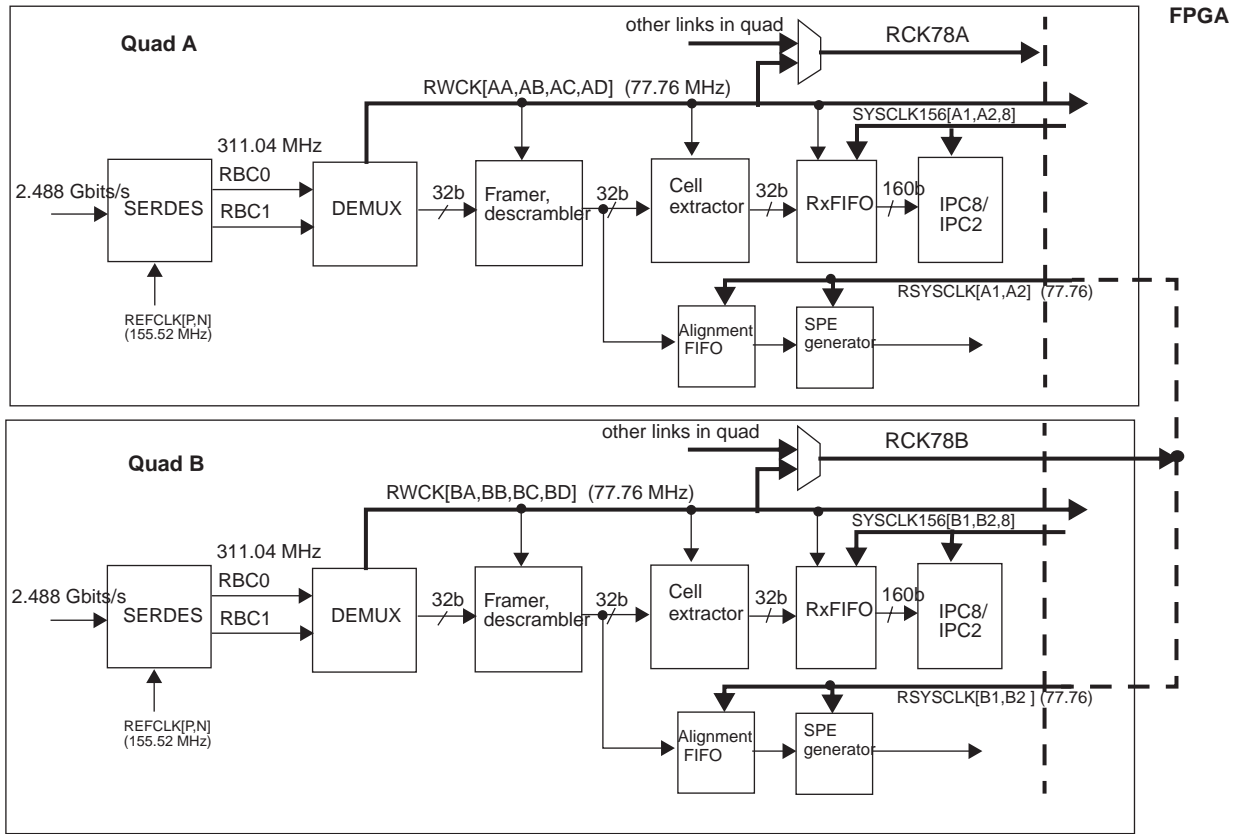 FPGA
Quad A
other links in quad
RCK78A
RWCK[AA,AB,AC,AD] (77.76 MHz)
SYSCLK156[A1,A2,8]
311.04 MHz
2.488 Gbits/s
SERDES
RBC0
RBC1
DEMUX
32b
Framer,
descrambler
32b
Cell
extractor
32b
RxFIFO
160b
IPC8/
IPC2
REFCLK[P,N]
(155.52 MHz)
RSYSCLK[A1,A2] (77.76)
Alignment
FIFO
SPE
generator
Quad B
other links in quad
RCK78B
RWCK[BA,BB,BC,BD] (77.76 MHz)
SYSCLK156[B1,B2,8]
311.04 MHz
2.488 Gbits/s
SERDES
RBC0
RBC1
DEMUX
32b
Framer,
descrambler
32b
Cell
extractor
32b
RxFIFO
160b
IPC8/
IPC2
REFCLK[P,N]
(155.52 MHz)
RSYSCLK[B1,B2 ] (77.76)
Alignment
FIFO
SPE
generator